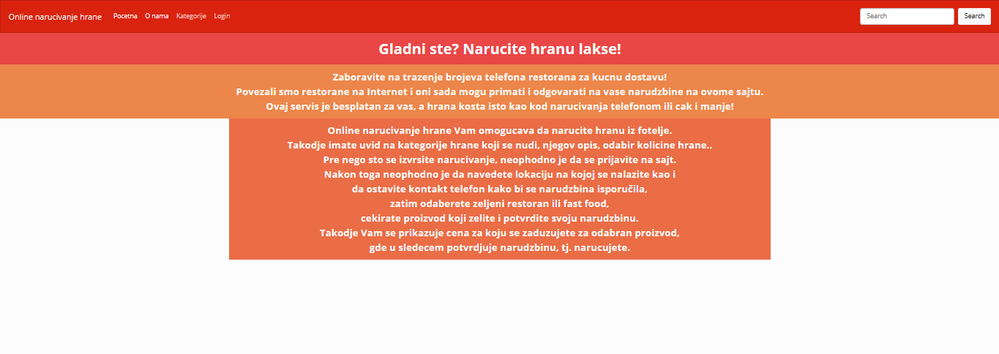 Online narucivanje hrane Pocetna O nama Kategorije Login Search Search
Gladni ste? Narucite hranu lakse!
Zaboravite na trazenje brojeva telefona restorana za kucnu dostavu!
Povezali smo restorane na Internet i oni sada mogu primati i odgovarati na vase narudzbine na ovome sajtu.
Ovaj servis je besplatan za vas, a hrana kosta isto kao kod narucivanja telefonom ili cak i manje!
Online narucivanje hrane Vam omogucava da narucite hranu iz fotelje.
Takodje imate uvid na kategorije hrane koji se nudi, njegov opis, odabir kolicine hrane..
Pre nego sto se izvrsite narucivanje, neophodno je da se prijavite na sajt.
Nakon toga neophodno je da navedete lokaciju na kojoj se nalazite kao i
da ostavite kontakt telefon kako bi se narudzbina isporučila,
zatim odaberete zeljeni restoran ili fast food,
cekirate proizvod koji zelite i potvrdite svoju narudzbinu.
Takodje Vam se prikazuje cena za koju se zaduzujete za odabran proizvod,
gde u sledecem potvrdjuje narudzbinu, tj. narucujete.